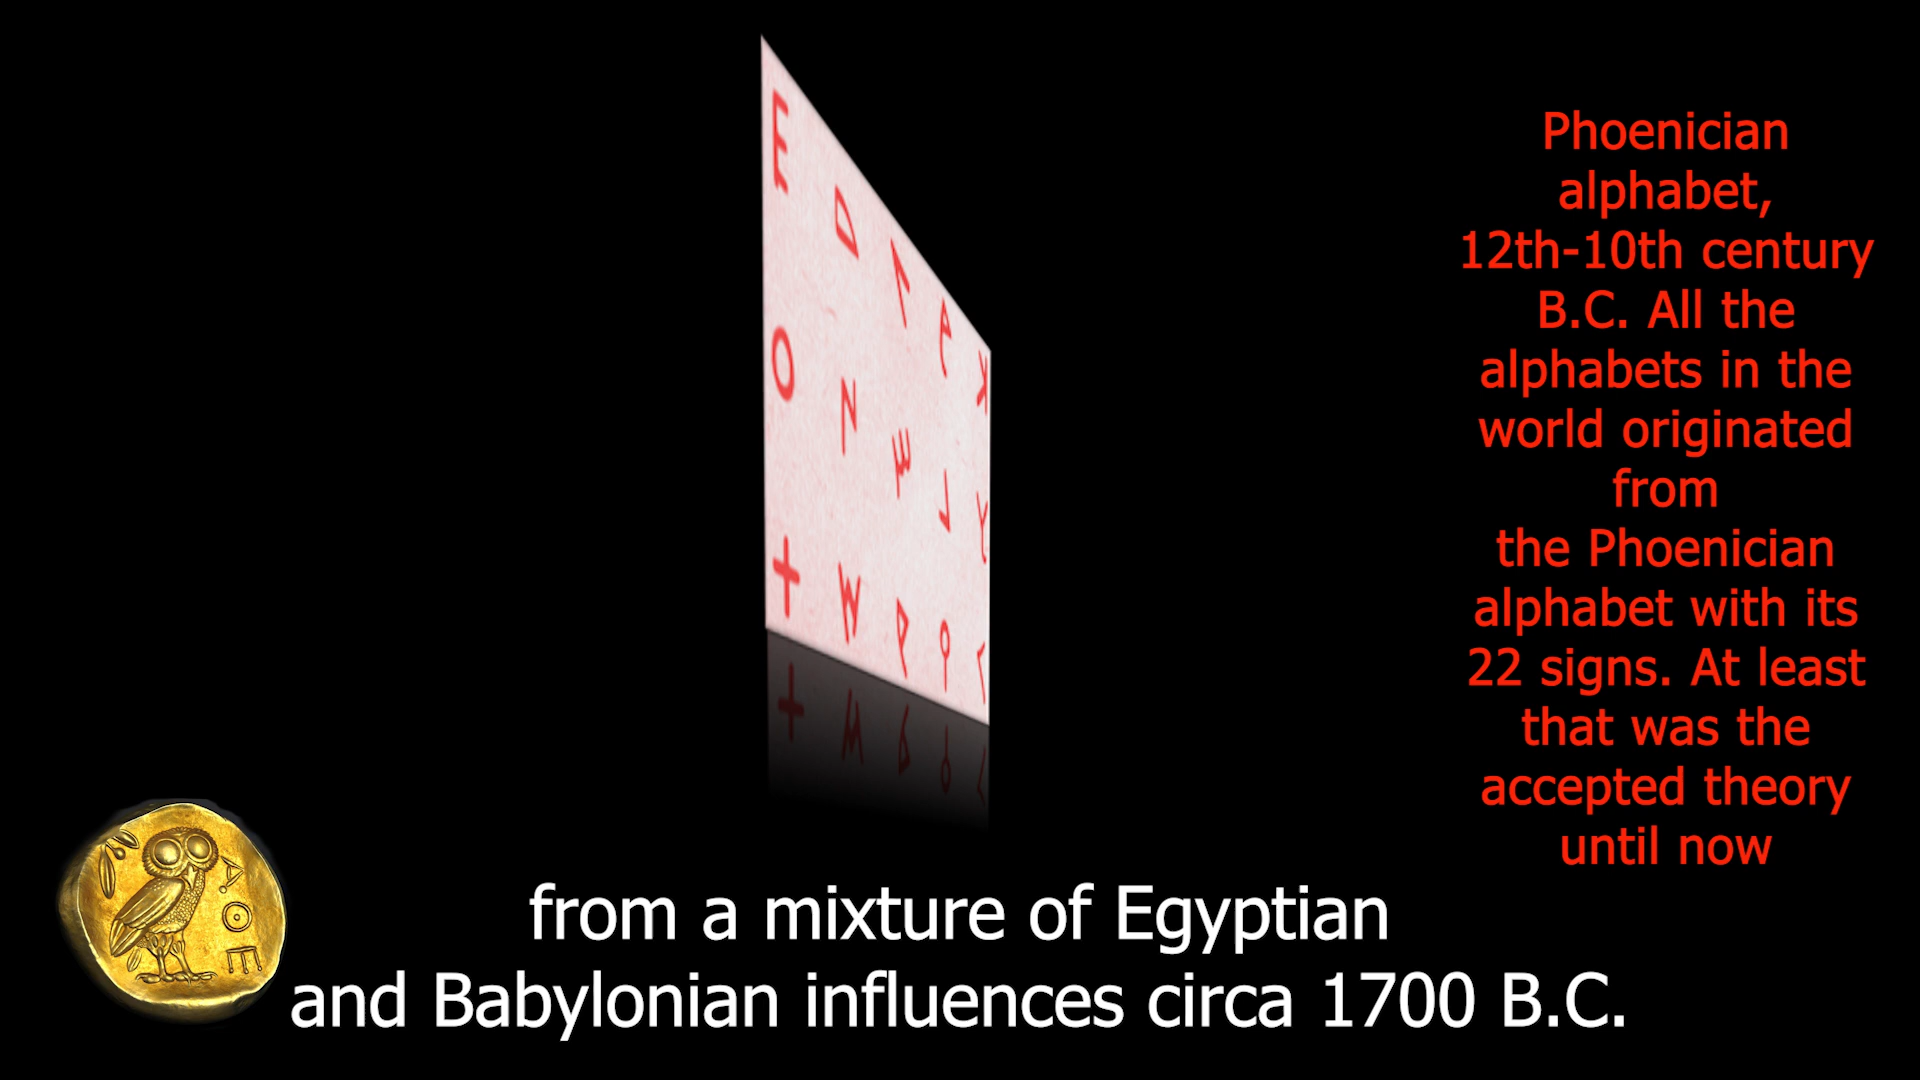 𐤄 𐤃 𐤂 𐤁 𐤀
𐤏 𐤍 𐤌 𐤋 𐤊
𐤕 𐤔 𐤓 𐤒
Phoenician
alphabet,
12th-10th century
B.C. All the
alphabets in the
world originated
from
the Phoenician
alphabet with its
22 signs. At least
that was the
accepted theory
until now
ΑΘΕ
from a mixture of Egyptian
and Babylonian influences circa 1700 B.C.